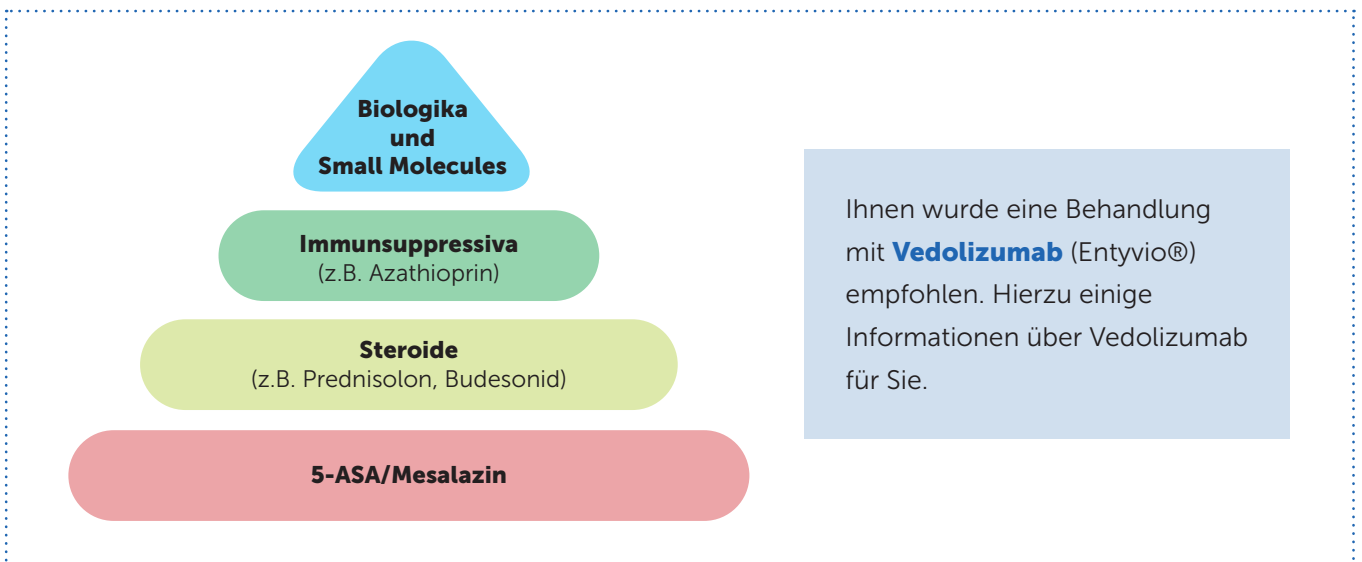 Biologika
und
Small Molecules
Immunsuppressiva
(z.B. Azathioprin)
Steroide
(z.B. Prednisolon, Budesonid)
5-ASA/Mesalazin
Ihnen wurde eine Behandlung
mit Vedolizumab (Entyvio®)
empfohlen. Hierzu einige
Informationen über Vedolizumab
für Sie.